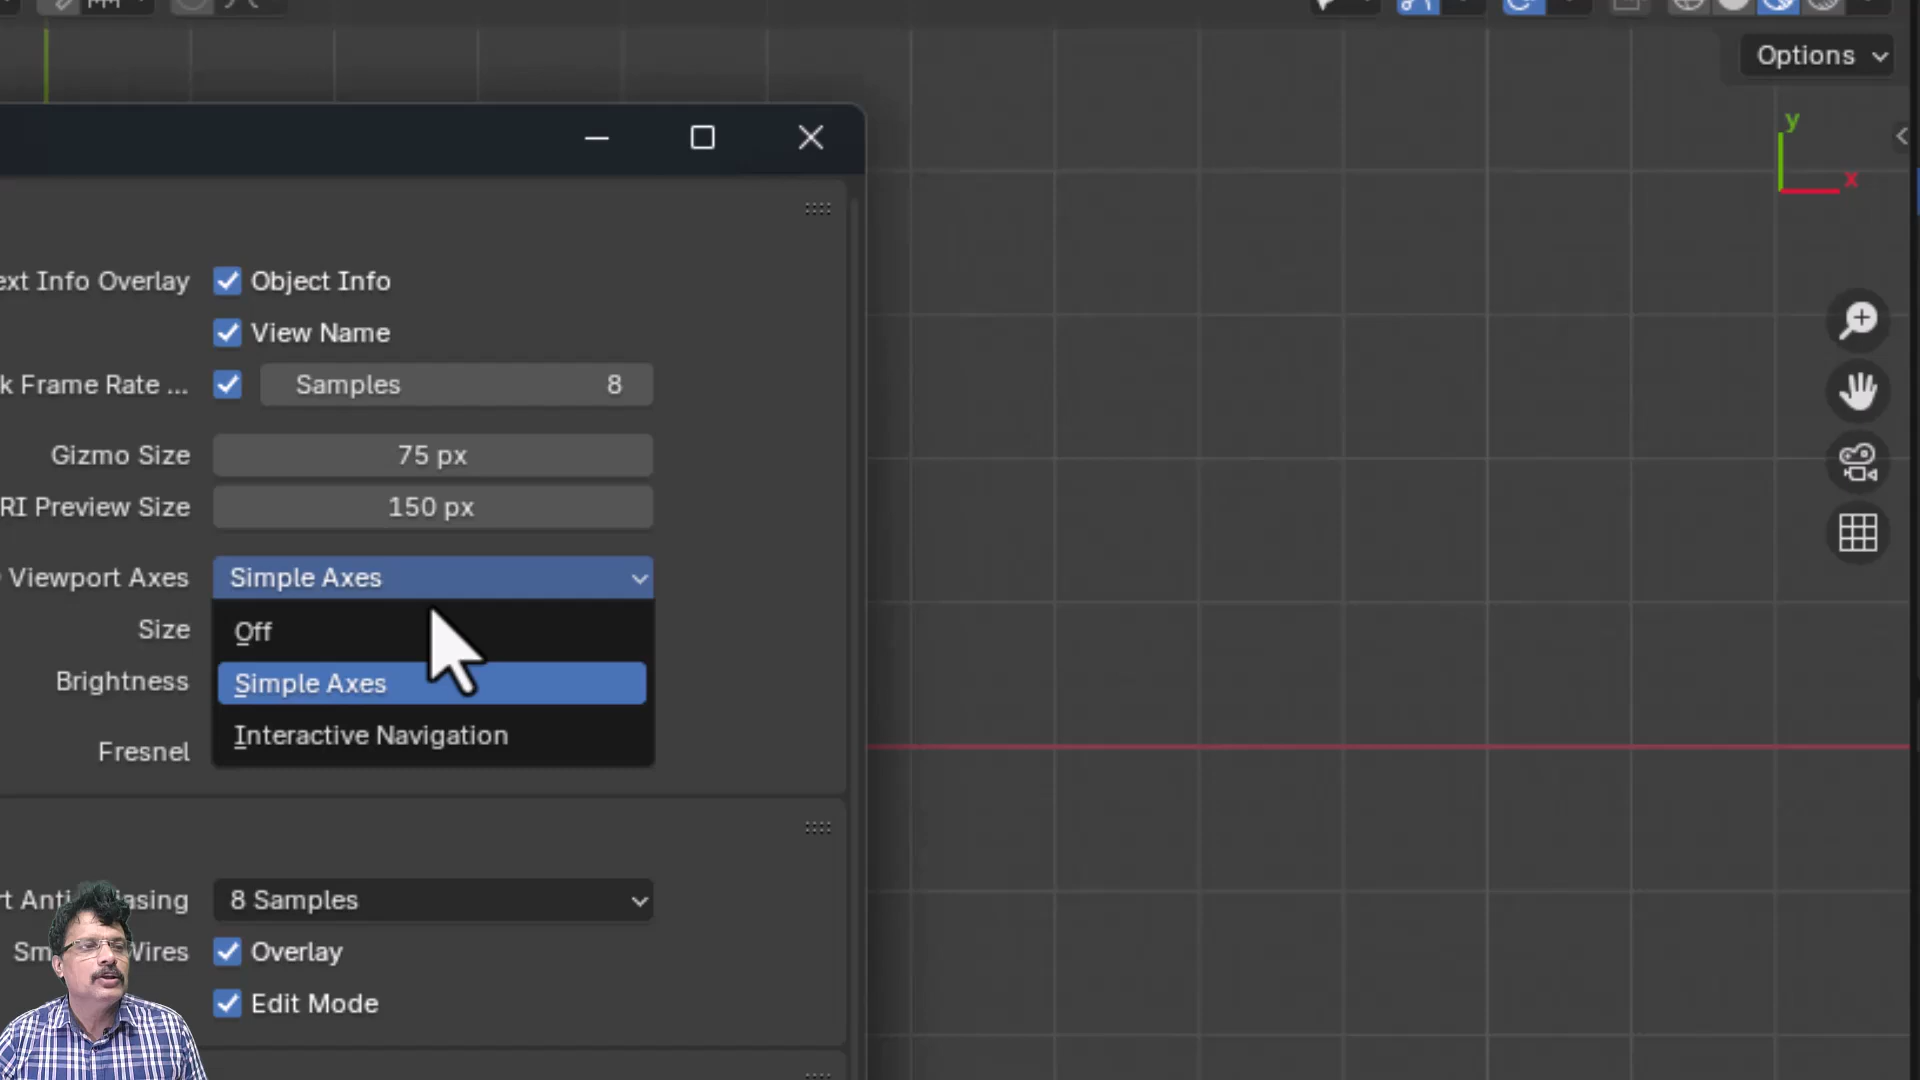 Options
y
x
ext Info Overlay
Object Info
View Name
k Frame Rate ...
Samples
8
Gizmo Size
75 px
RI Preview Size
150 px
Viewport Axes
Simple Axes
Off
Size
Simple Axes
Brightness
Interactive Navigation
Fresnel
8 Samples
Overlay
Edit Mode